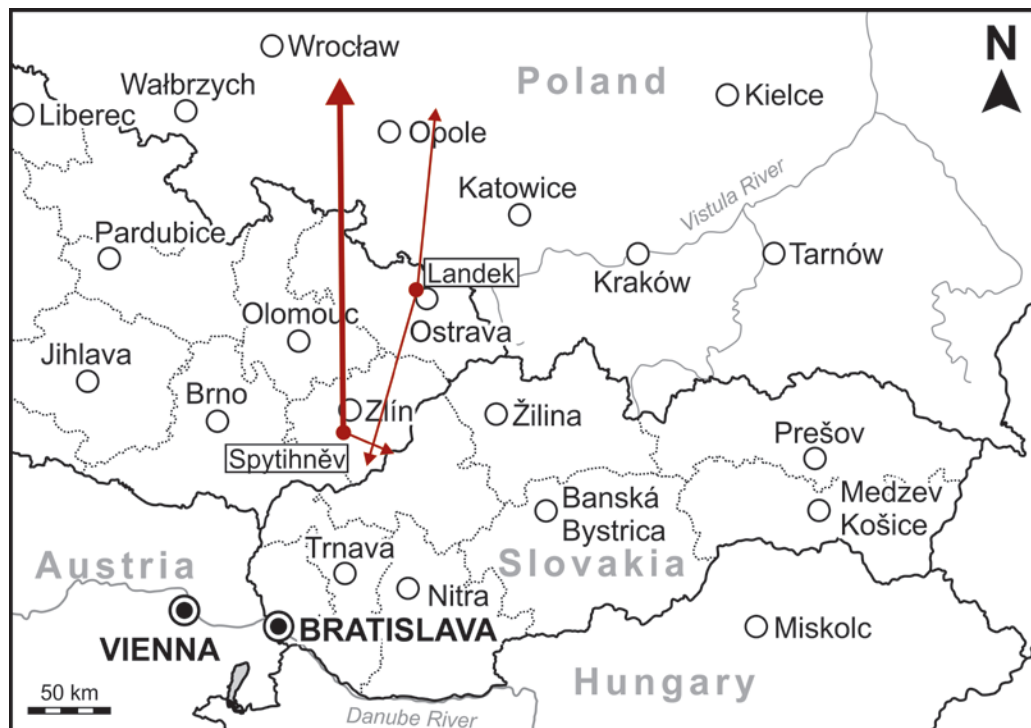 Wrocław
N
Poland
Wałbrzych
Kielce
Liberec
Opole
Katowice
Vistula River
Pardubice
Landek
Kraków
Tarnów
Olomouc
Ostrava
Jihlava
Brno
Zlín
Žilina
Prešov
Spytihněv
Banská
Bystrica
Medzev
Košice
Trnava
Austria
Slovakia
Nitra
VIENNA
BRATISLAVA
Miskolc
Hungary
50 km
Danube River